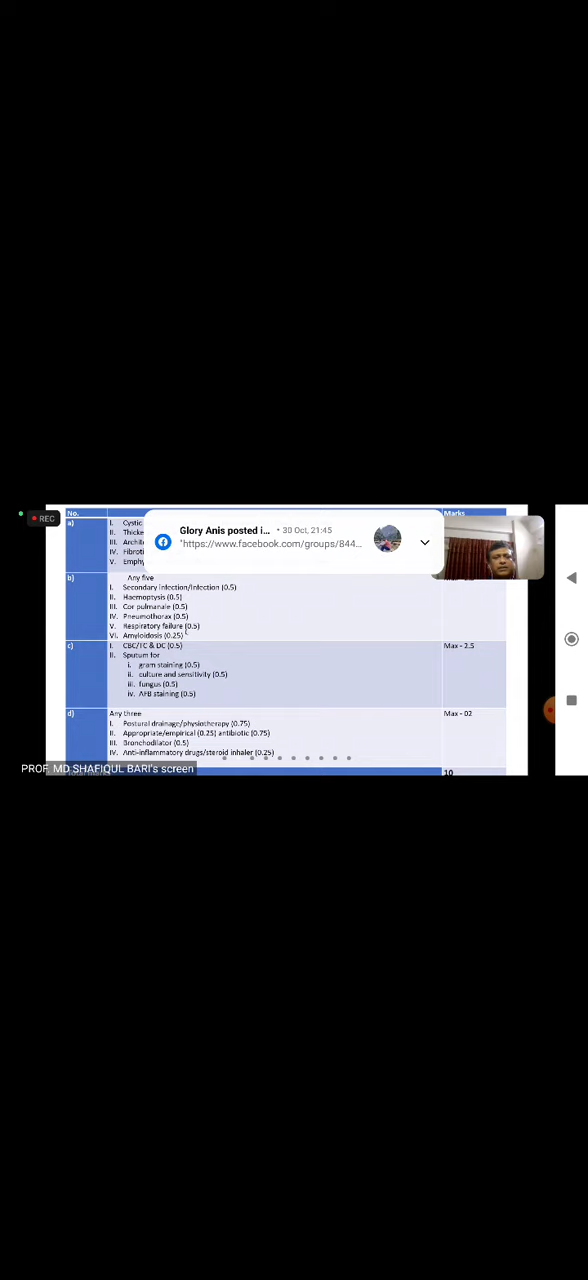 REC
No.
Marks
Glory Anis posted i... • 30 Oct, 21:45
"https://www.facebook.com/groups/844...
a)
I. Cystic
II.
III.
IV.
V.
b)
Any five
I. Secondary infection/Infection (0.5)
II. Haemoptysis (0.5)
III. Cor pulmanale (0.5)
IV. Pneumothorax (0.5)
V. Respiratory failure (0.5)
VI. Amyloidosis (0.25)
c)
I. CBC/TC & DC (0.5)
Max - 2.5
II. Sputum for
i. gram staining (0.5)
ii. culture and sensitivity (0.5)
iii. fungus (0.5)
iv. AFB staining (0.5)
d)
Any three
Max - 02
I. Postural drainage/physiotherapy (0.75)
II. Appropriate/empirical (0.25) antibiotic (0.75)
III. Bronchodilator (0.5)
IV. Anti-inflammatory drugs/steroid inhaler (0.25)
10
PROF. MD SHAFIQUL BARI's screen